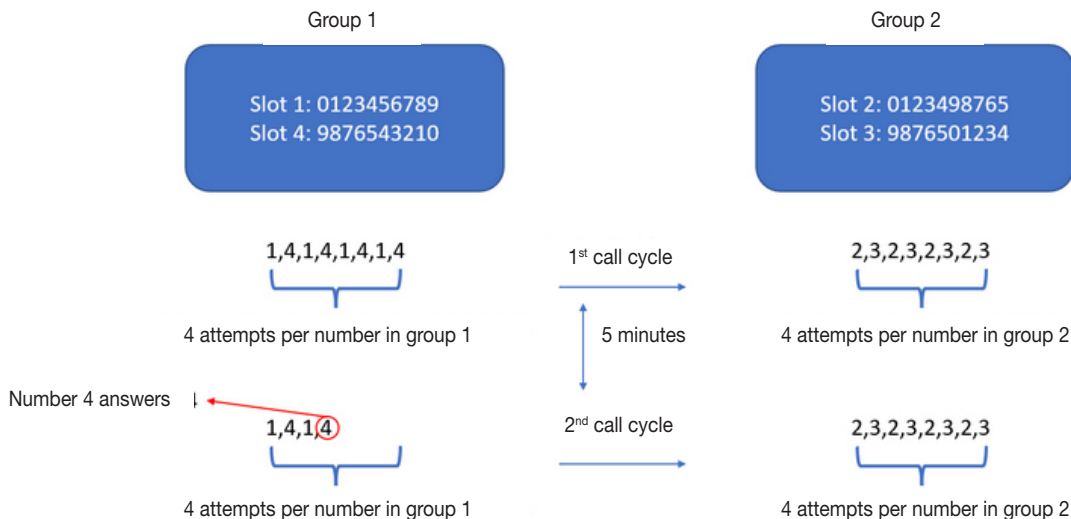 Group 1
Group 2
Slot 1: 0123456789
Slot 4: 9876543210
Slot 2: 0123498765
Slot 3: 9876501234
1,4,1,4,1,4,1,4
1st call cycle
2,3,2,3,2,3,2,3
4 attempts per number in group 1
5 minutes
4 attempts per number in group 2
Number 4 answers
1,4,1,4
2nd call cycle
2,3,2,3,2,3,2,3
4 attempts per number in group 1
4 attempts per number in group 2